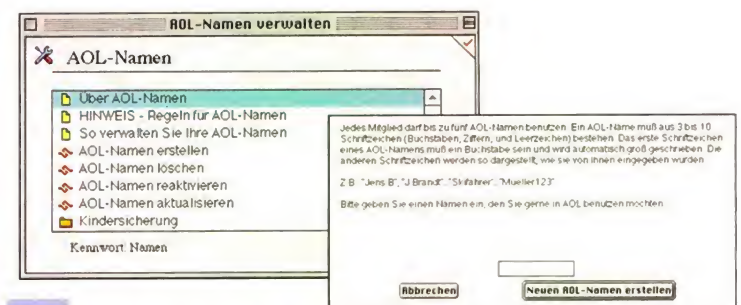 AOL-Namen verwalten
AOL-Namen
Über AOL-Namen
HINWEIS - Regeln für AOL-Namen
So verwalten Sie Ihre AOL-Namen
AOL-Namen erstellen
AOL-Namen löschen
AOL-Namen reaktivieren
AOL-Namen aktualisieren
Kindersicherung
Kennwort: Namen
Jedes Mitglied darf bis zu fünf AOL-Namen benutzen. Ein AOL-Name muß aus 3 bis 10
Schriftzeichen (Buchstaben, Ziffern, und Leerzeichen) bestehen. Das erste Schriftzeichen
eines AOL-Namens muß ein Buchstabe sein und wird automatisch groß geschrieben. Die
anderen Schriftzeichen werden so dargestellt, wie sie von Ihnen eingegeben wurden.
Z.B. "Jens B", "J Brandt", "Skifahrer", "Mueller123"
Bitte geben Sie einen Namen ein, den Sie gerne in AOL benutzen möchten.
Abbrechen
Neuen AOL-Namen erstellen